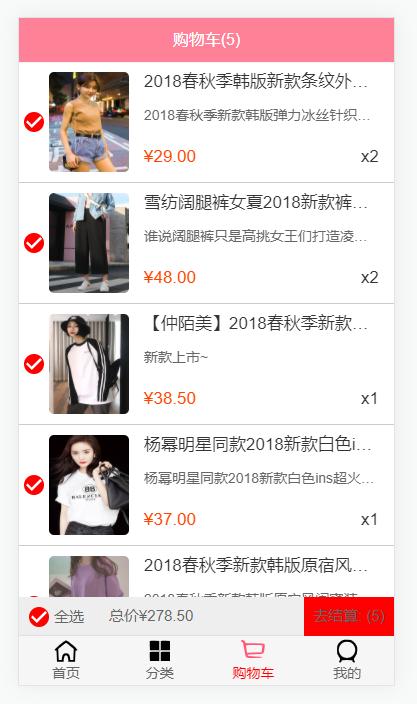 购物车(5)
2018春秋季韩版新款条纹外…
2018春秋季新款韩版弹力冰丝针织…
¥29.00 x2
雪纺阔腿裤女夏2018新款裤…
谁说阔腿裤只是高挑女王们打造凌…
¥48.00 x2
【仲陌美】2018春秋季新款…
新款上市~
¥38.50 x1
杨幂明星同款2018新款白色i…
杨幂明星同款2018新款白色ins超火…
¥37.00 x1
2018春秋季新款韩版原宿风…
全选 总价¥278.50 去结算 (5)
首页 分类 购物车 我的